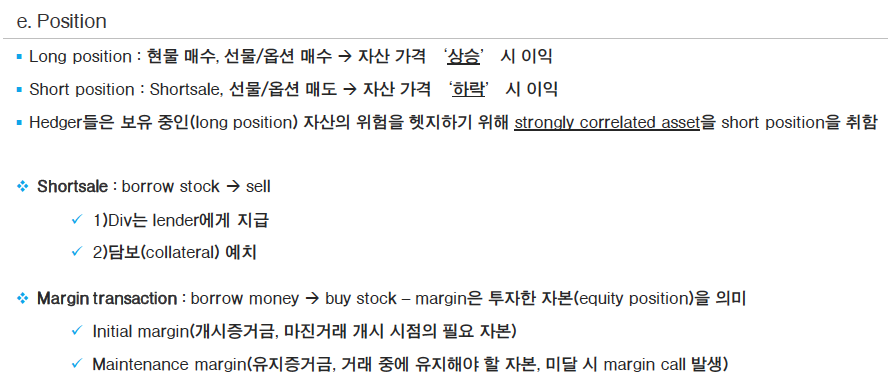 e. Position
▪ Long position : 현물 매수, 선물/옵션 매수 → 자산 가격 ‘상승’ 시 이익
▪ Short position : Shortsale, 선물/옵션 매도 → 자산 가격 ‘하락’ 시 이익
▪ Hedger들은 보유 중인(long position) 자산의 위험을 헷지하기 위해 strongly correlated asset을 short position을 취함
❖ Shortsale : borrow stock → sell
✓ 1)Div는 lender에게 지급
✓ 2)담보(collateral) 예치
❖ Margin transaction : borrow money → buy stock – margin은 투자한 자본(equity position)을 의미
✓ Initial margin(개시증거금, 마진거래 개시 시점의 필요 자본)
✓ Maintenance margin(유지증거금, 거래 중에 유지해야 할 자본, 미달 시 margin call 발생)